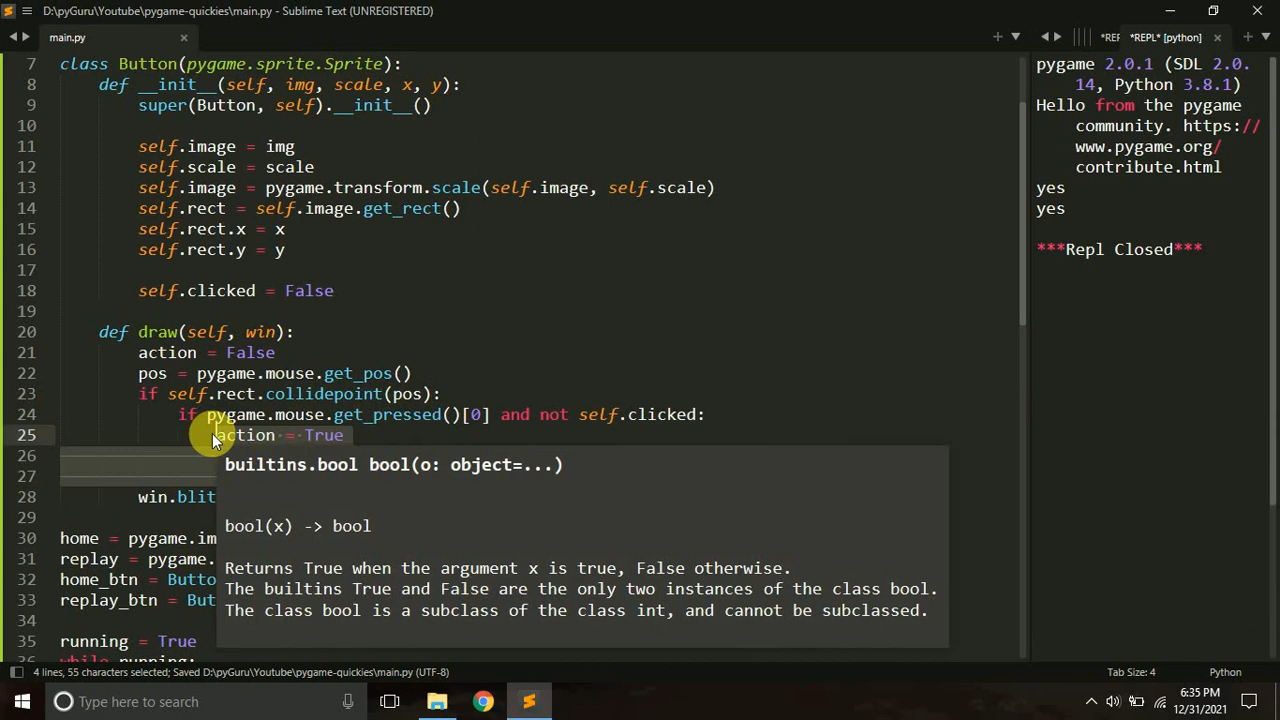 D:\pyGuru\Youtube\pygame-quickies\main.py - Sublime Text (UNREGISTERED)
main.py
*REPL* [python]
7 class Button(pygame.sprite.Sprite):
8 def __init__(self, img, scale, x, y):
9 super(Button, self).__init__()
10
11 self.image = img
12 self.scale = scale
13 self.image = pygame.transform.scale(self.image, self.scale)
14 self.rect = self.image.get_rect()
15 self.rect.x = x
16 self.rect.y = y
17
18 self.clicked = False
19
20 def draw(self, win):
21 action = False
22 pos = pygame.mouse.get_pos()
23 if self.rect.collidepoint(pos):
24 if pygame.mouse.get_pressed()[0] and not self.clicked:
25 action = True
26
27
28 win.blit
29
30 home = pygame.im
31 replay = pygame.
32 home_btn = Butto
33 replay_btn = But
34
35 running = True
36 while running:
builtins.bool bool(o: object=...)
bool(x) -> bool
Returns True when the argument x is true, False otherwise.
The builtins True and False are the only two instances of the class bool.
The class bool is a subclass of the class int, and cannot be subclassed.
pygame 2.0.1 (SDL 2.0.
14, Python 3.8.1)
Hello from the pygame
community. https://
www.pygame.org/
contribute.html
yes
yes
***Repl Closed***
4 lines, 55 characters selected; Saved D:\pyGuru\Youtube\pygame-quickies\main.py (UTF-8)
Tab Size: 4
Python
Type here to search
6:35 PM
12/31/2021